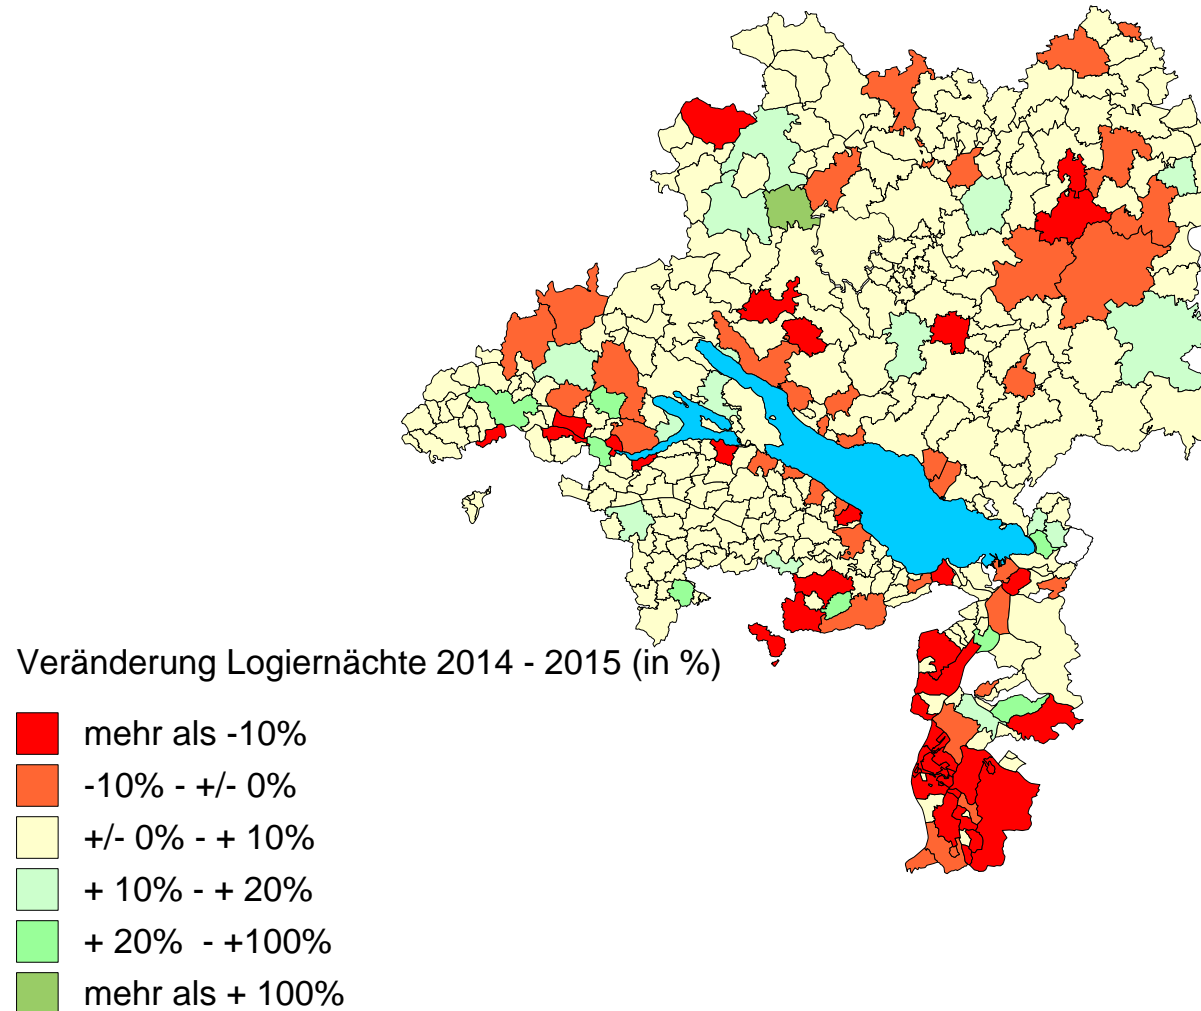 Veränderung Logiernächte 2014 - 2015 (in %)
mehr als -10%
-10% - +/- 0%
+/- 0% - + 10%
+ 10% - + 20%
+ 20%  - +100%
mehr als + 100%